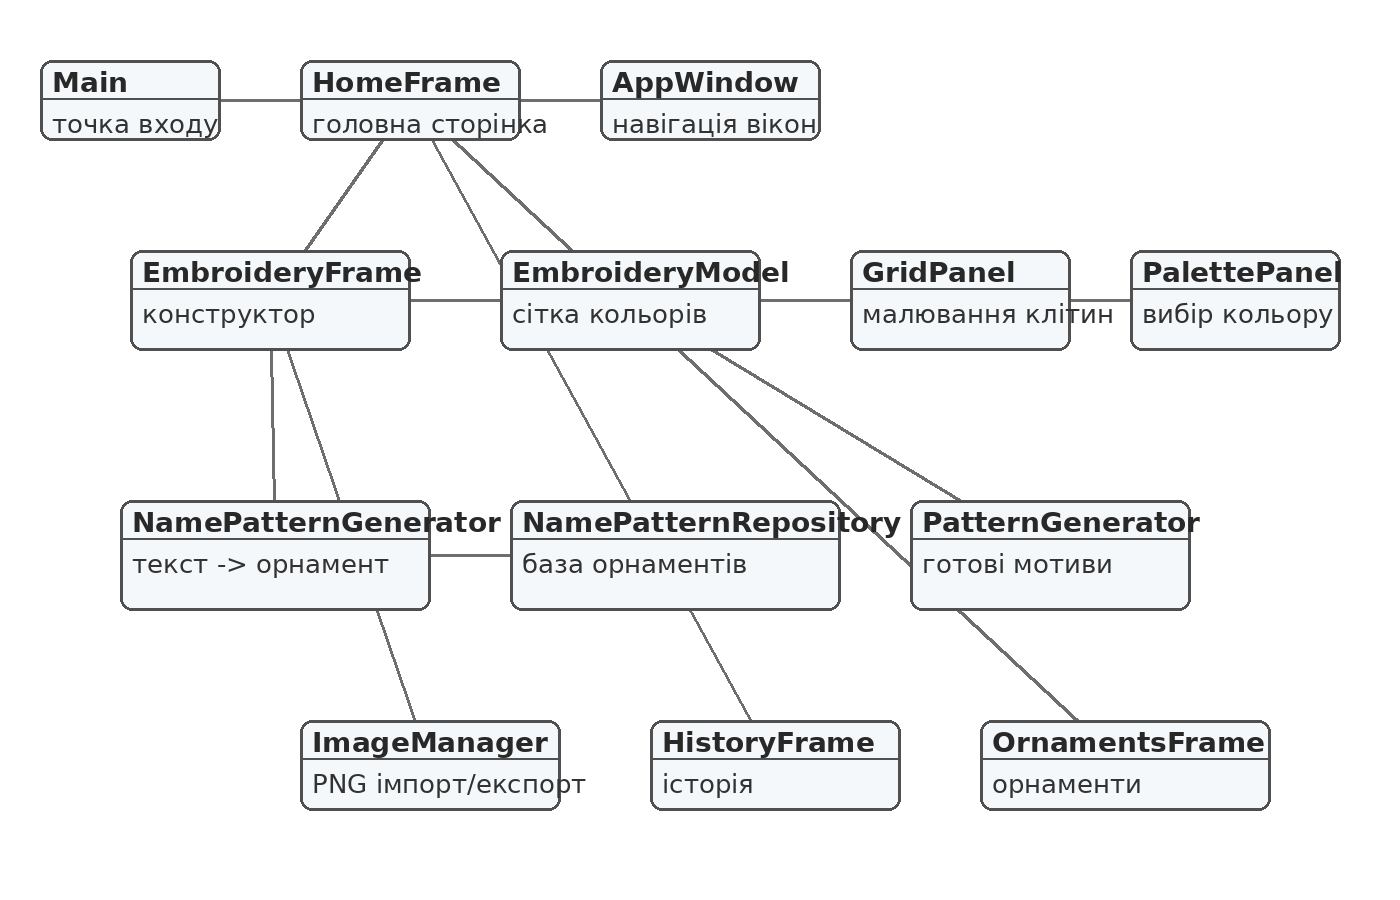 Main
точка входу
HomeFrame
головна сторінка
AppWindow
навігація вікон
EmbroideryFrame
конструктор
EmbroideryModel
сітка кольорів
GridPanel
малювання клітин
PalettePanel
вибір кольору
NamePatternGenerator
текст -> орнамент
NamePatternRepository
база орнаментів
PatternGenerator
готові мотиви
ImageManager
PNG імпорт/експорт
HistoryFrame
історія
OrnamentsFrame
орнаменти